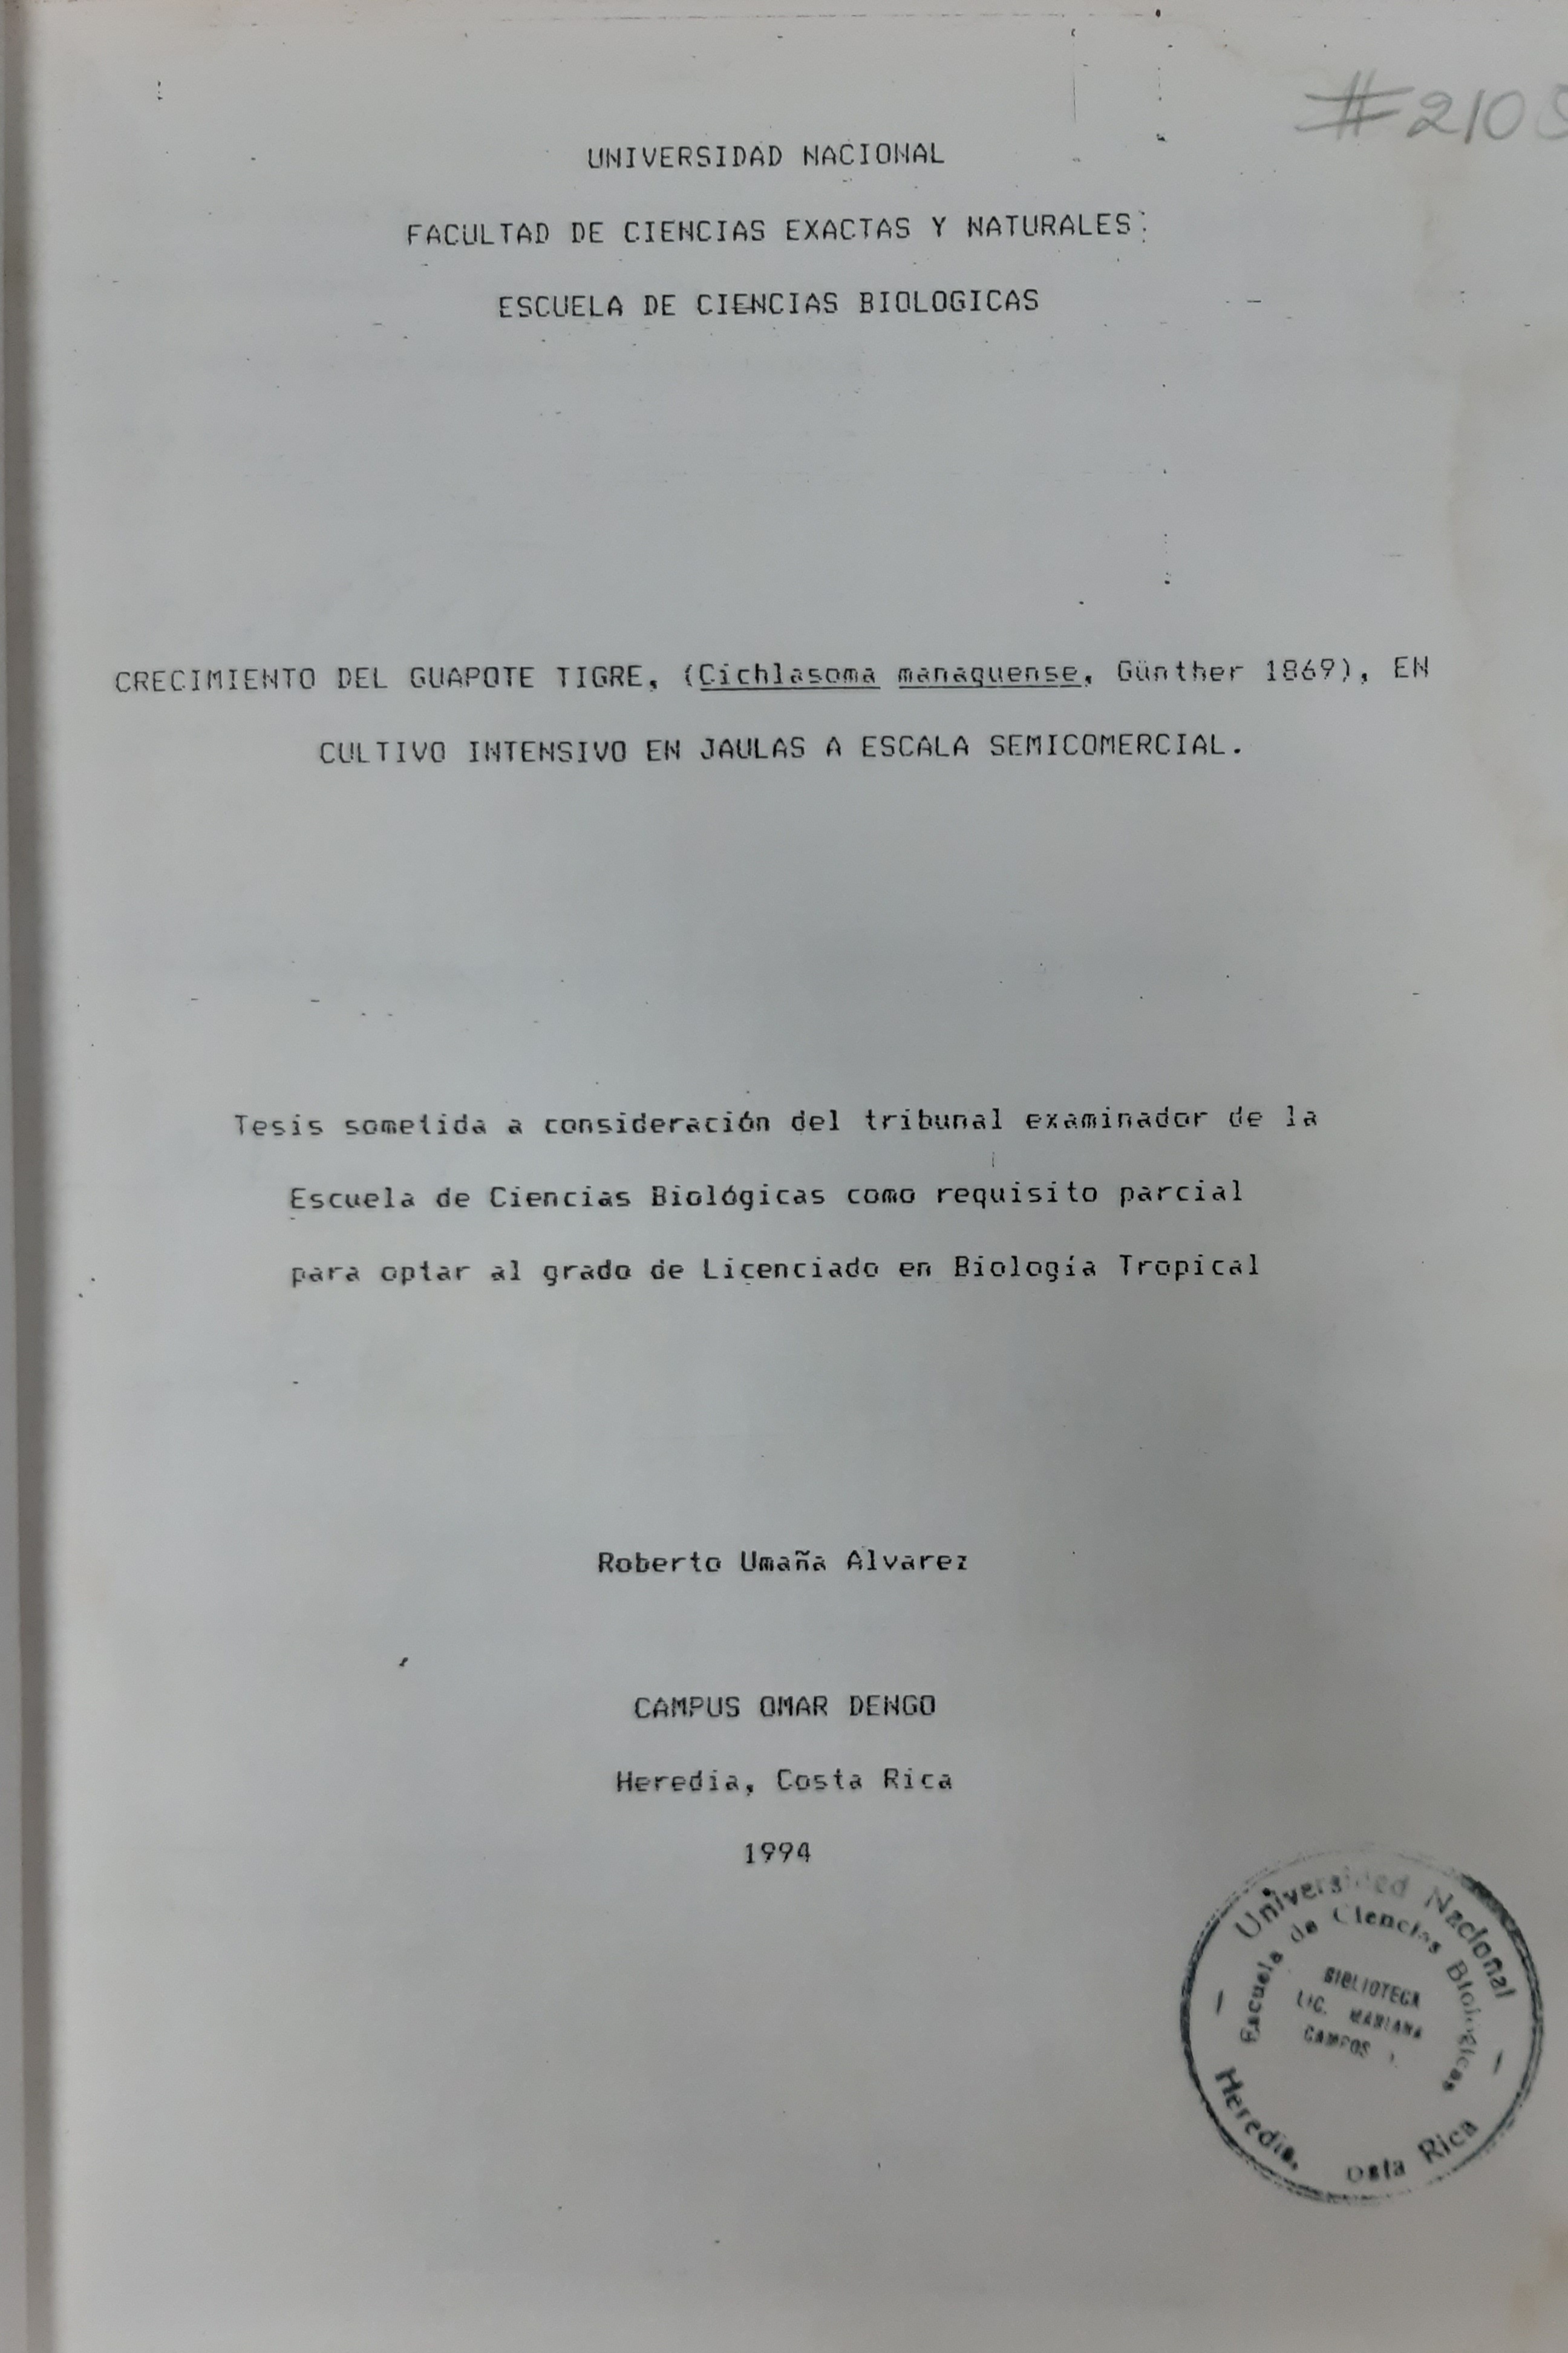 #210
UNIVERSIDAD NACIONAL
FACULTAD DE CIENCIAS EXACTAS Y NATURALES
ESCUELA DE CIENCIAS BIOLOGICAS
CRECIMIENTO DEL GUAPOTE TIGRE, (Cichlasoma managuense, Günther 1869), EN
CULTIVO INTENSIVO EN JAULAS A ESCALA SEMICOMERCIAL.
Tesis sometida a consideración del tribunal examinador de la
Escuela de Ciencias Biológicas como requisito parcial
para optar al grado de Licenciado en Biología Tropical
Roberto Umaña Alvarez
CAMPUS OMAR DENGO
Heredia, Costa Rica
1994
Universidad Nacional
Escuela de Ciencias Biologicas
BIBLIOTECA
LIC. MARIANA
CAMPOS
Heredia, osta Rica